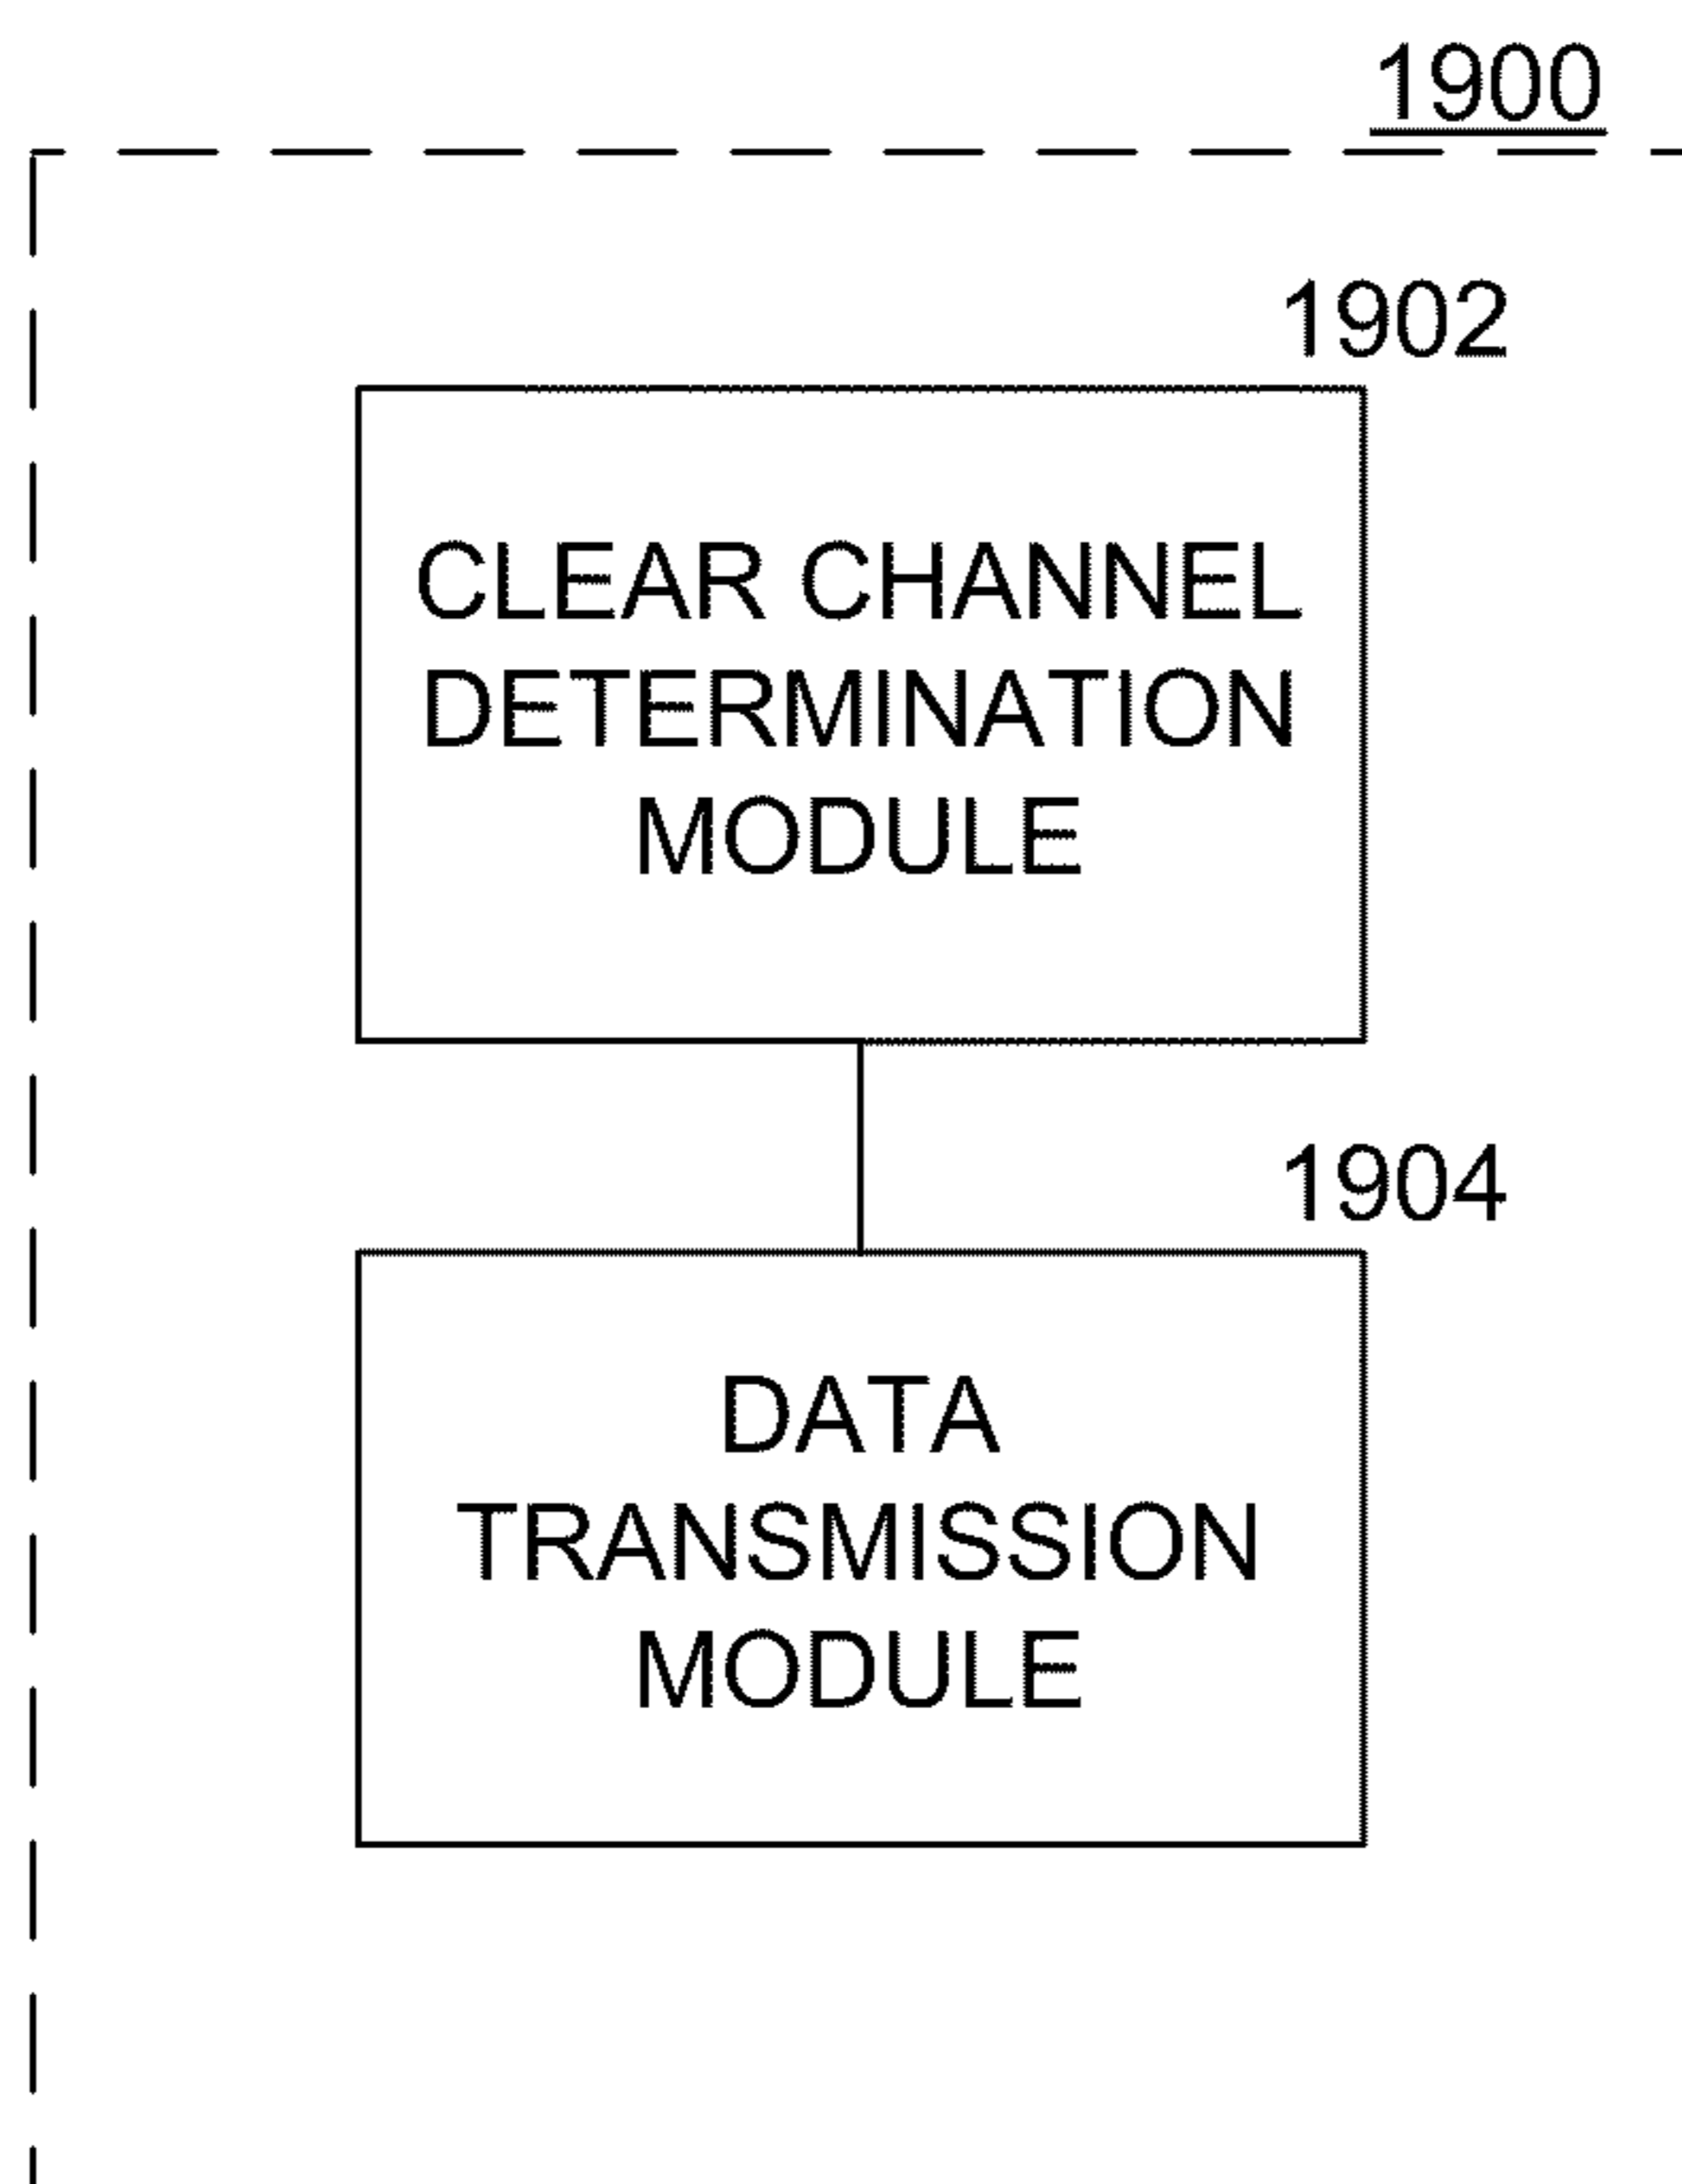 1900
1902
CLEAR CHANNEL
DETERMINATION
MODULE
1904
DATA
TRANSMISSION
MODULE